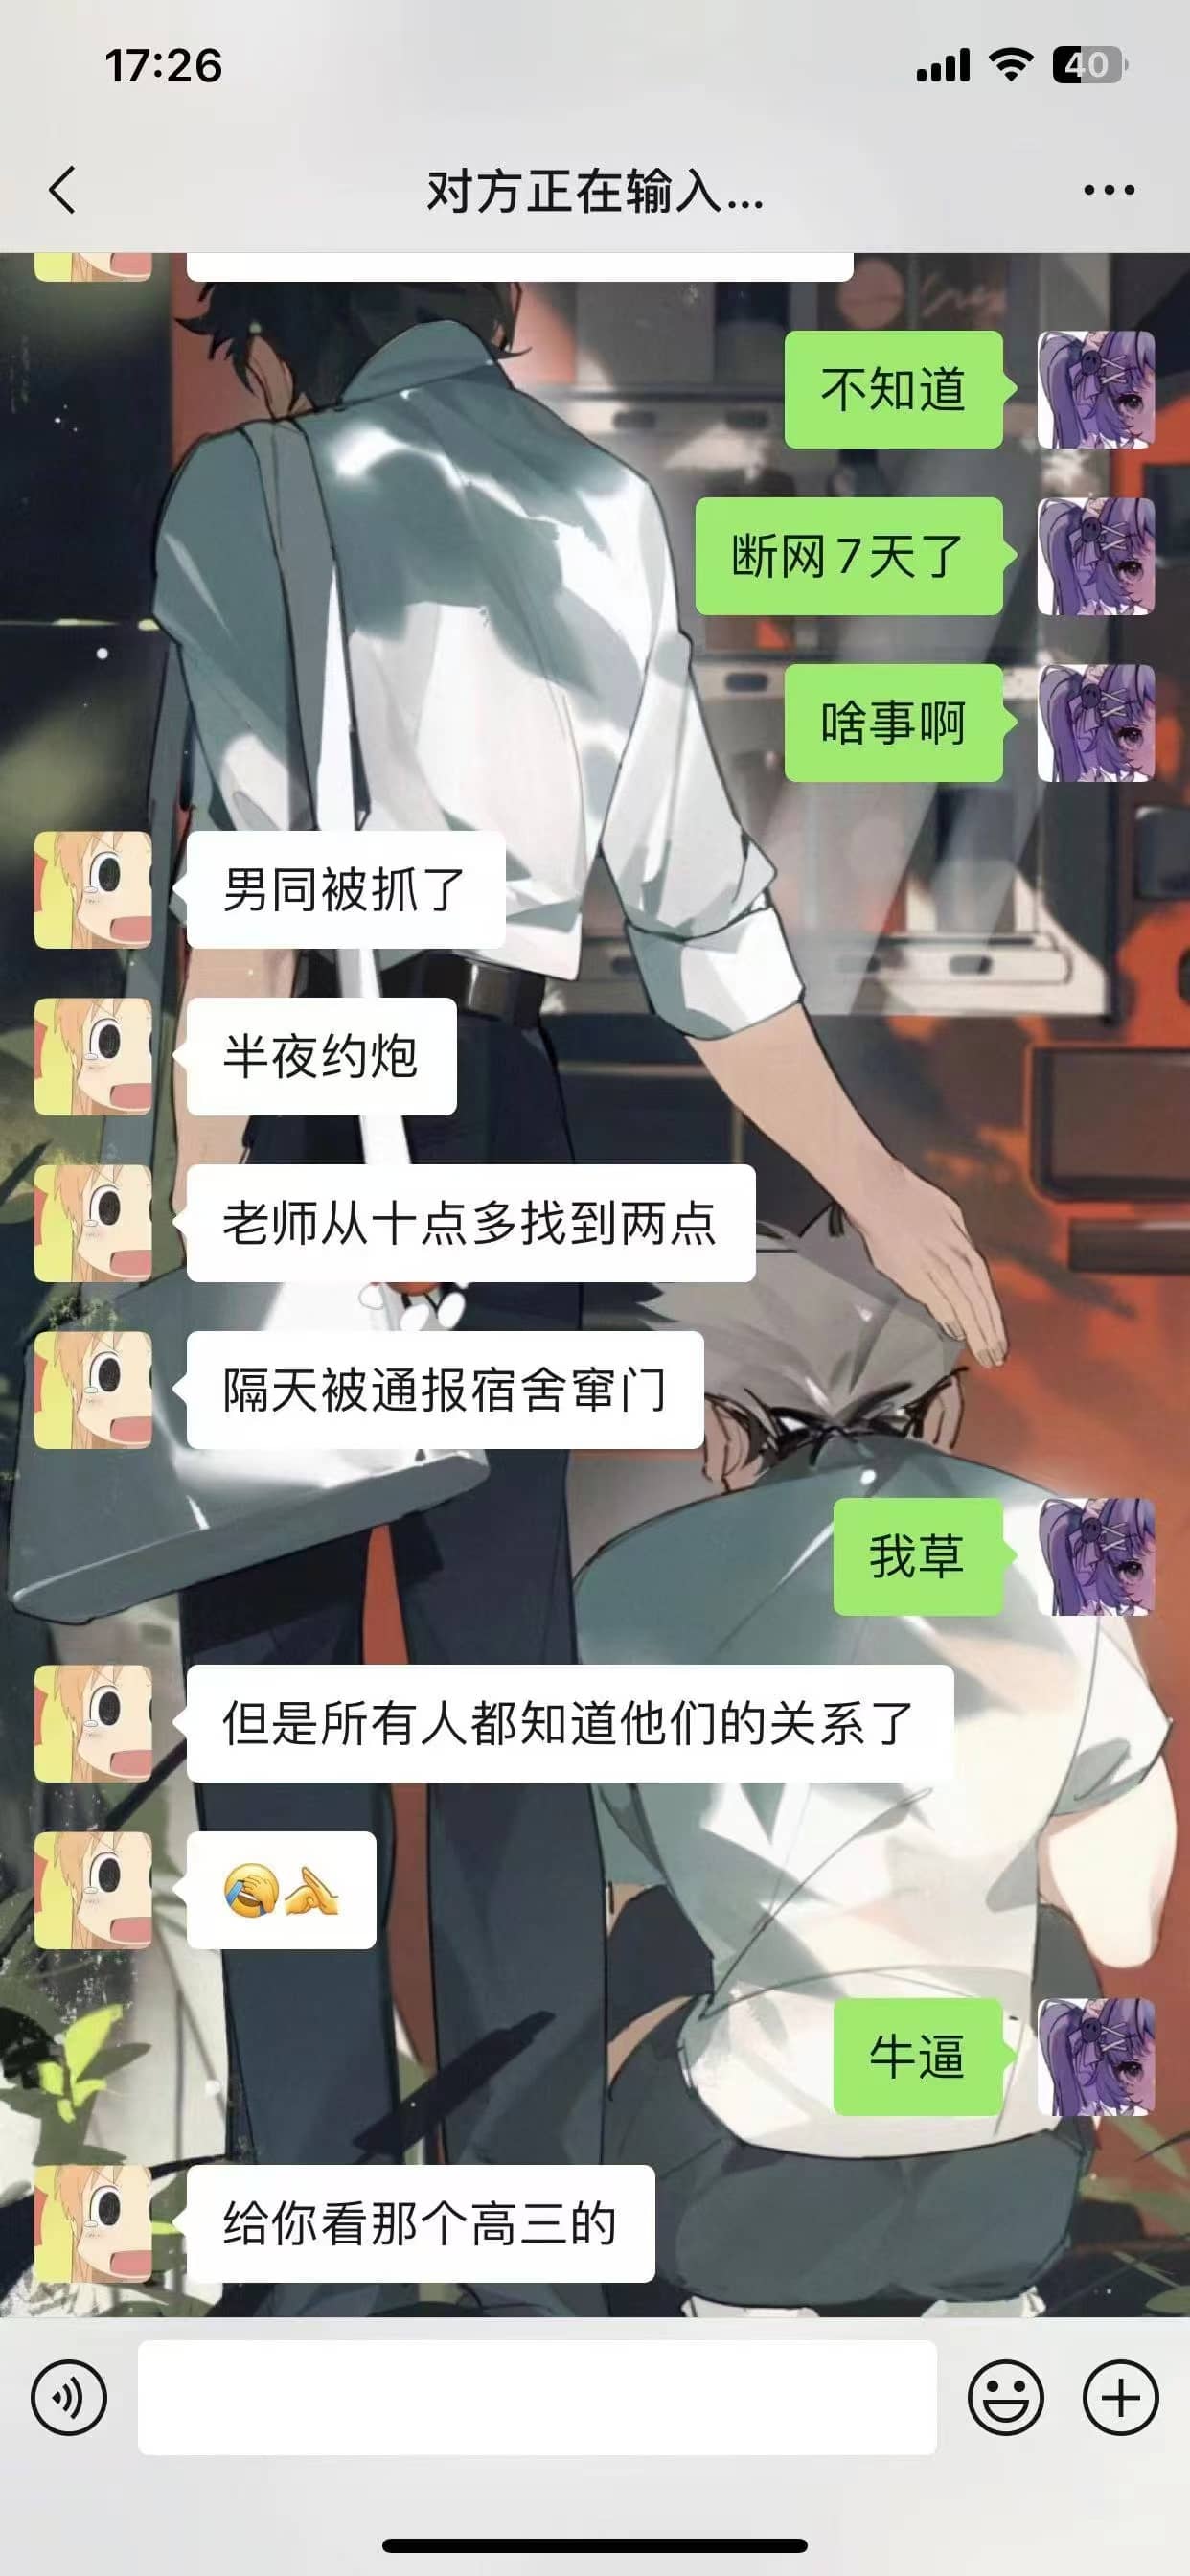 17:26
40
对方正在输入...
不知道
断网7天了
啥事啊
男同被抓了
半夜约炮
老师从十点多找到两点
隔天被通报宿舍窜门
我草
但是所有人都知道他们的关系了
牛逼
给你看那个高三的